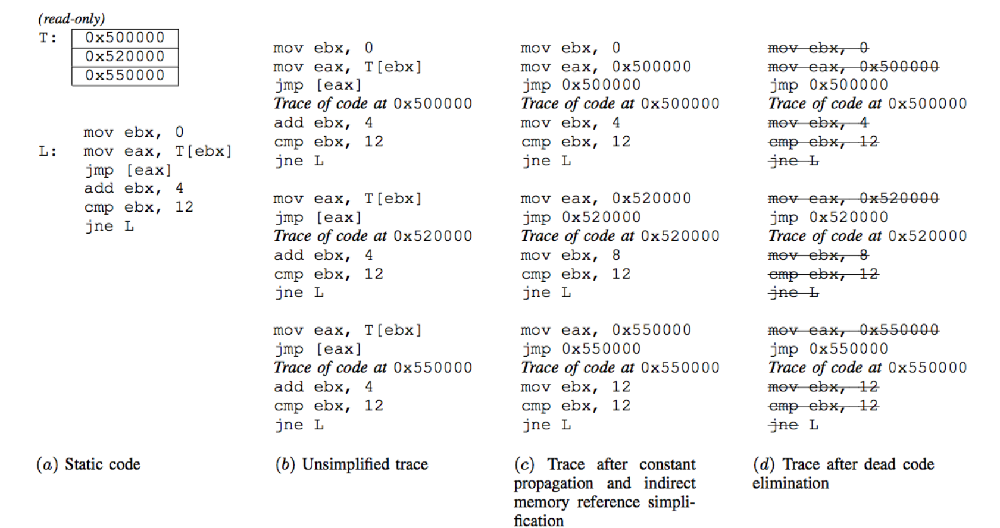 (read-only)
T:
0x500000
0x520000
0x550000
mov ebx, 0
L: mov eax, T[ebx]
jmp [eax]
add ebx, 4
cmp ebx, 12
jne L
(a) Static code
mov ebx, 0
mov eax, T[ebx]
jmp [eax]
Trace of code at 0x500000
add ebx, 4
cmp ebx, 12
jne L
mov eax, T[ebx]
jmp [eax]
Trace of code at 0x520000
add ebx, 4
cmp ebx, 12
jne L
mov eax, T[ebx]
jmp [eax]
Trace of code at 0x550000
add ebx, 4
cmp ebx, 12
jne L
(b) Unsimplified trace
mov ebx, 0
mov eax, 0x500000
jmp 0x500000
Trace of code at 0x500000
mov ebx, 4
cmp ebx, 12
jne L
mov eax, 0x520000
jmp 0x520000
Trace of code at 0x520000
mov ebx, 8
cmp ebx, 12
jne L
mov eax, 0x550000
jmp 0x550000
Trace of code at 0x550000
mov ebx, 12
cmp ebx, 12
jne L
(c) Trace after constant
propagation and indirect
memory reference simpli-
fication
mov ebx, 0
mov eax, 0x500000
jmp 0x500000
Trace of code at 0x500000
mov ebx, 4
cmp ebx, 12
jne L
mov eax, 0x520000
jmp 0x520000
Trace of code at 0x520000
mov ebx, 8
cmp ebx, 12
jne L
mov eax, 0x550000
jmp 0x550000
Trace of code at 0x550000
mov ebx, 12
cmp ebx, 12
jne L
(d) Trace after dead code
elimination